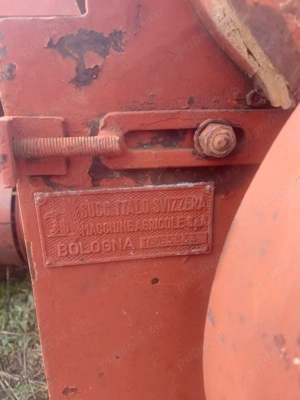 SUCC. ITALO SVIZZERA
MACCHINE AGRICOLE
BOLOGNA